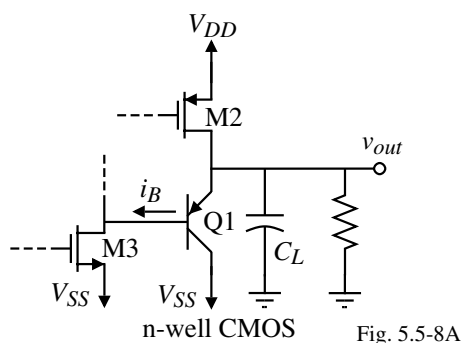 V_DD
M2
v_out
i_B
Q1
M3
C_L
V_SS
V_SS
n-well CMOS
Fig. 5.5-8A